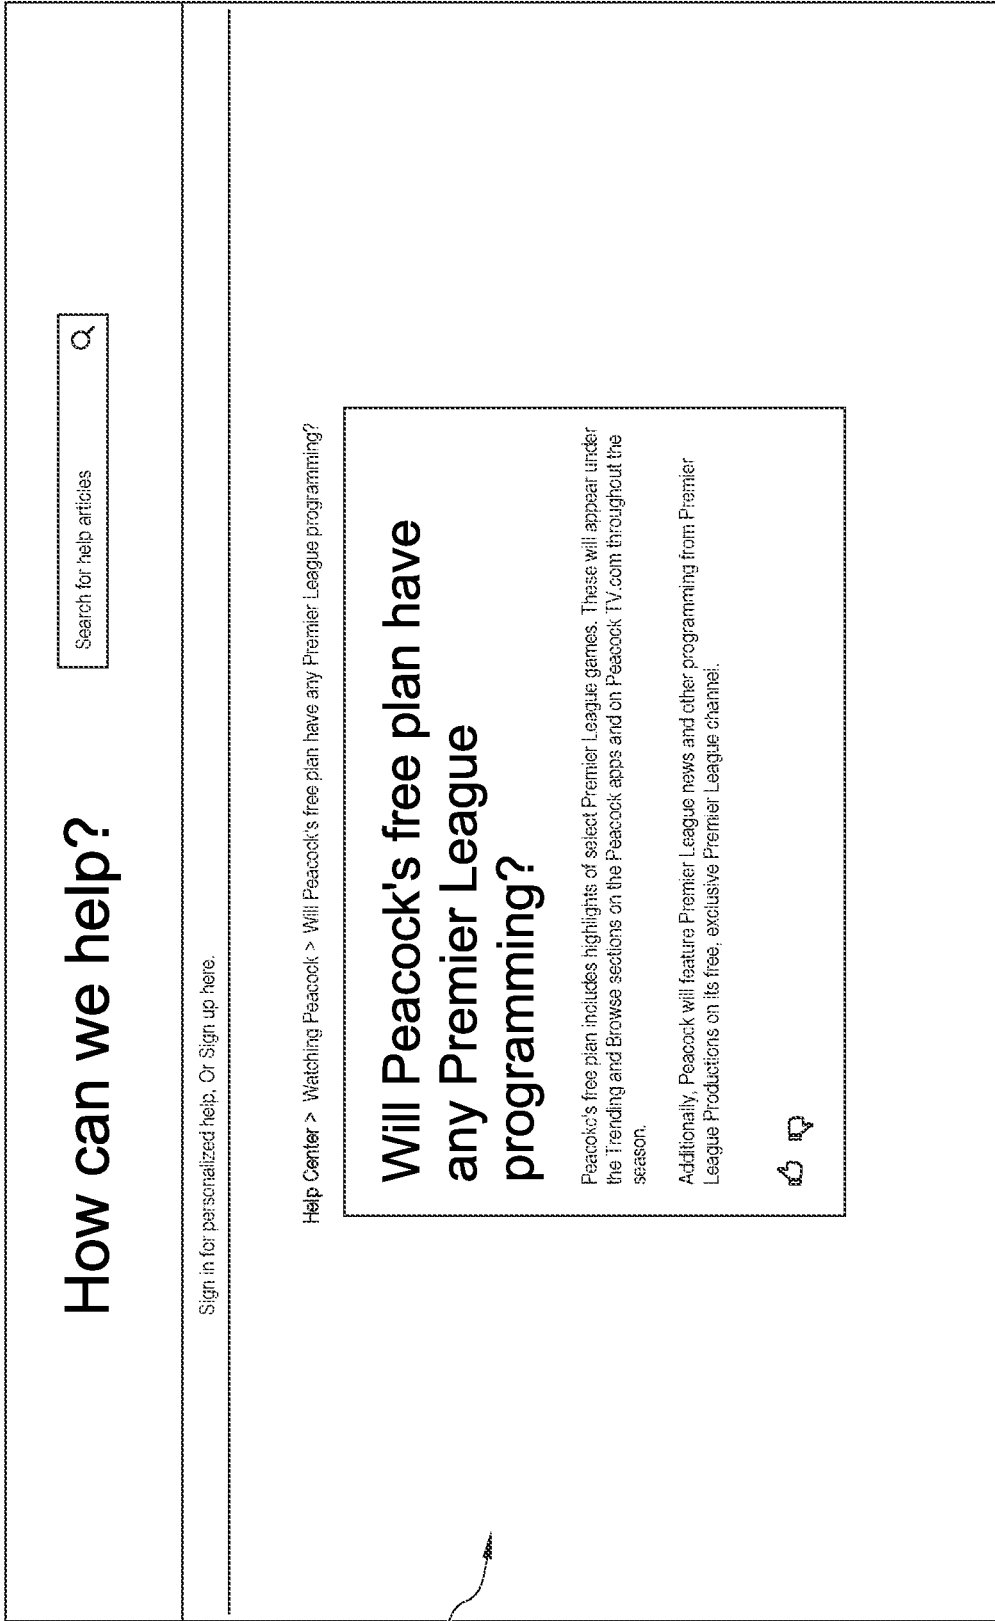 How can we help?
Search for help articles
Sign in for personalized help, Or Sign up here.
Help Center > Watching Peacock > Will Peacock's free plan have any Premier League programming?
Will Peacock's free plan have
any Premier League
programming?
Peacokc's free plan includes highlights of select Premier League games. These will appear under
the Trending and Browse sections on the Peacock apps and on Peacock TV.com throughout the
season.
Additionally, Peacock will feature Premier League news and other programming from Premier
League Productions on its free, exclusive Premier League channel.